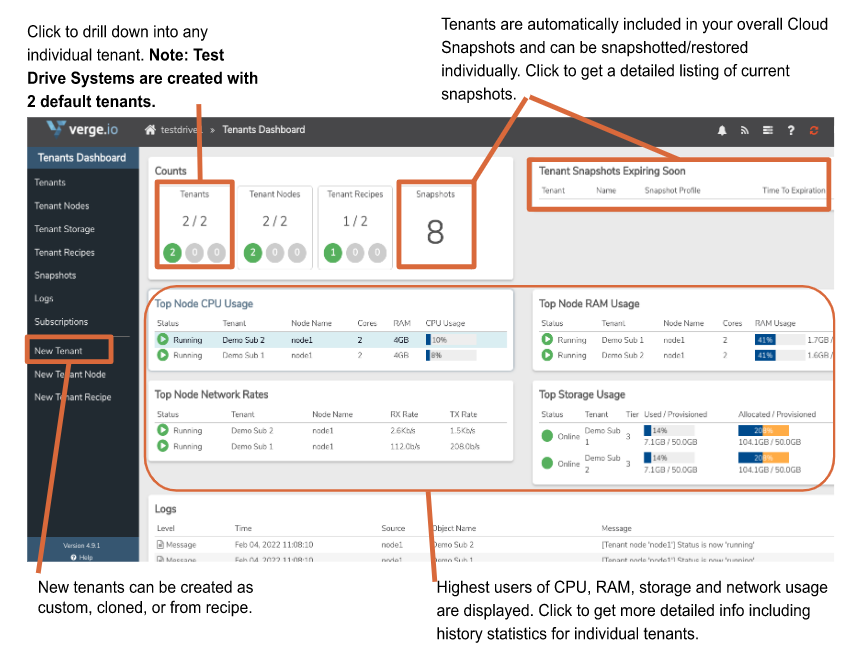 Click to drill down into any
individual tenant. Note: Test
Drive Systems are created with
2 default tenants.
Tenants are automatically included in your overall Cloud
Snapshots and can be snapshotted/restored
individually. Click to get a detailed listing of current
snapshots.
verge.io
testdrive
» Tenants Dashboard
Tenants Dashboard
Tenants
Tenant Nodes
Tenant Storage
Tenant Recipes
Snapshots
Logs
Subscriptions
New Tenant
New Tenant Node
New Tenant Recipe
Version 4.9.1
Help
Counts
Tenants
2 / 2
2 0 0
Tenant Nodes
2 / 2
2 0 0
Tenant Recipes
1 / 2
1 0 0
Snapshots
8
Tenant Snapshots Expiring Soon
Tenant Name Snapshot Profile Time To Expiration
Top Node CPU Usage
Status Tenant Node Name Cores RAM CPU Usage
Running Demo Sub 2 node1 2 4GB 10%
Running Demo Sub 1 node1 2 4GB 8%
Top Node RAM Usage
Status Tenant Node Name Cores RAM Usage
Running Demo Sub 1 node1 2 41% 1.7GB /
Running Demo Sub 2 node1 2 41% 1.6GB /
Top Node Network Rates
Status Tenant Node Name RX Rate TX Rate
Running Demo Sub 2 node1 2.6Kb/s 1.5Kb/s
Running Demo Sub 1 node1 112.0b/s 208.0b/s
Top Storage Usage
Status Tenant Tier Used / Provisioned Allocated / Provisioned
Online Demo Sub 1 3 14% 7.1GB / 50.0GB 208% 104.1GB / 50.0GB
Online Demo Sub 2 3 14% 7.1GB / 50.0GB 208% 104.1GB / 50.0GB
Logs
Level Time Source Object Name Message
Message Feb 04, 2022 11:08:10 node1 Demo Sub 2 [Tenant node 'node1'] Status is now 'running'
Message Feb 04, 2022 11:08:10 node1 Demo Sub 1 [Tenant node 'node1'] Status is now 'running'
New tenants can be created as
custom, cloned, or from recipe.
Highest users of CPU, RAM, storage and network usage
are displayed. Click to get more detailed info including
history statistics for individual tenants.